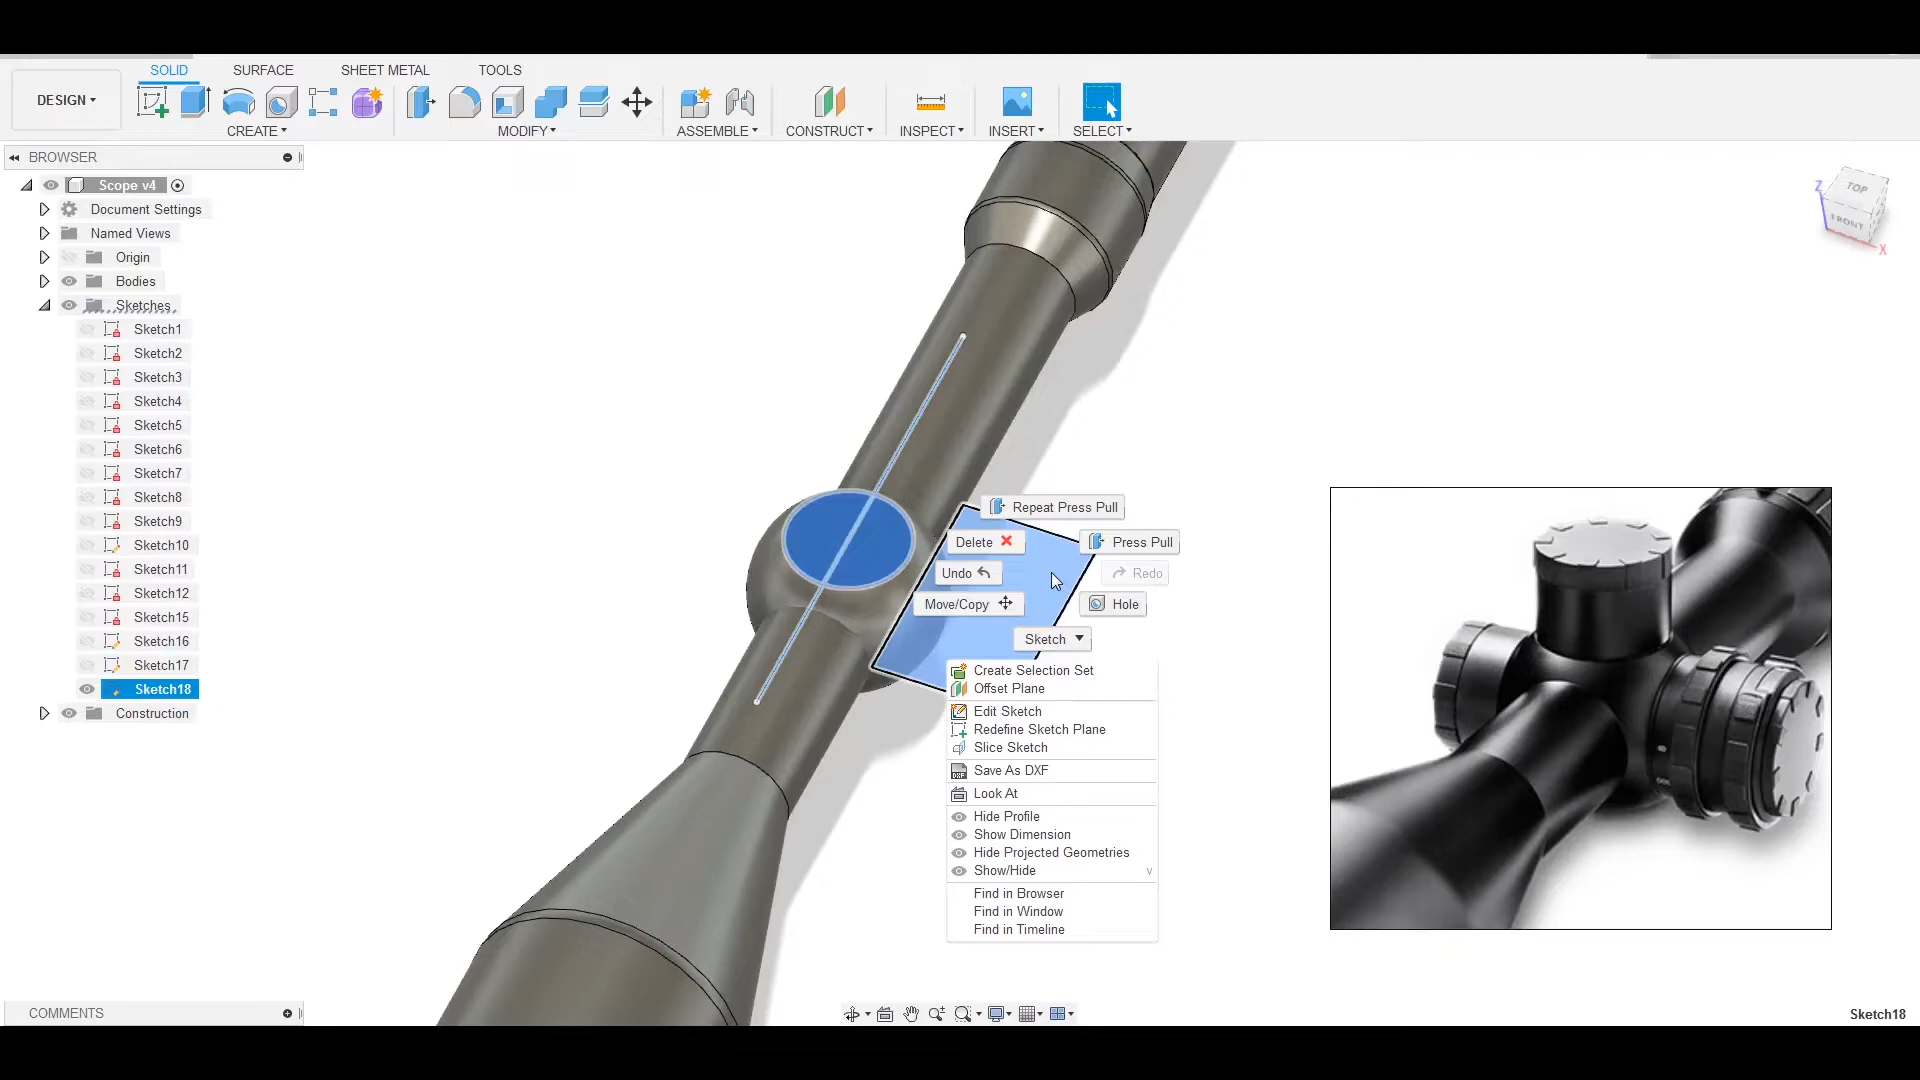 SOLID SURFACE SHEET METAL TOOLS
DESIGN
CREATE MODIFY ASSEMBLE CONSTRUCT INSPECT INSERT SELECT
BROWSER
Scope v4
Document Settings
Named Views
Origin
Bodies
Sketches
Sketch1
Sketch2
Sketch3
Sketch4
Sketch5
Sketch6
Sketch7
Sketch8
Sketch9
Sketch10
Sketch11
Sketch12
Sketch15
Sketch16
Sketch17
Sketch18
Construction
TOP
FRONT
Z
X
Repeat Press Pull
Delete
Press Pull
Undo
Redo
Move/Copy
Hole
Sketch
Create Selection Set
Offset Plane
Edit Sketch
Redefine Sketch Plane
Slice Sketch
DXF Save As DXF
Look At
Hide Profile
Show Dimension
Hide Projected Geometries
Show/Hide
Find in Browser
Find in Window
Find in Timeline
COMMENTS
Sketch18